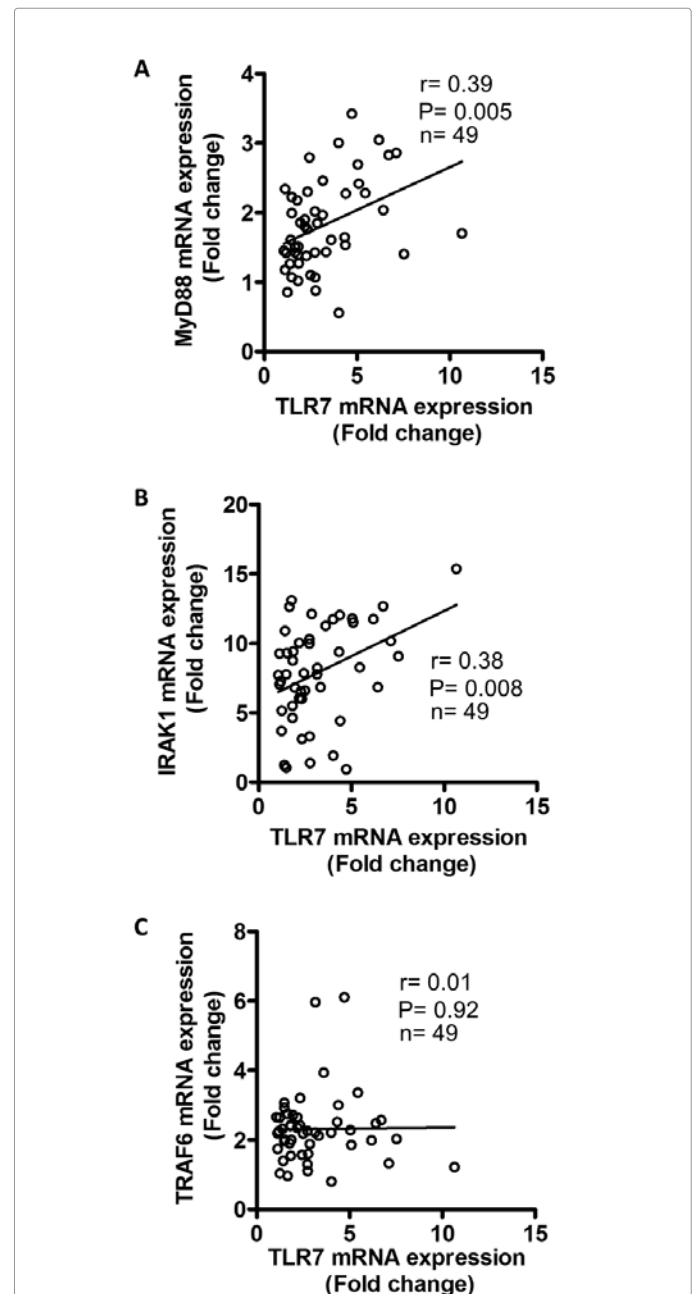 A
MyD88 mRNA expression
(Fold change)
4
3
2
1
0
r= 0.39
P= 0.005
n= 49
0 5 10 15
TLR7 mRNA expression
(Fold change)
B
IRAK1 mRNA expression
(Fold change)
20
15
10
5
0
r= 0.38
P= 0.008
n= 49
0 5 10 15
TLR7 mRNA expression
(Fold change)
C
TRAF6 mRNA expression
(Fold change)
8
6
4
2
0
r= 0.01
P= 0.92
n= 49
0 5 10 15
TLR7 mRNA expression
(Fold change)